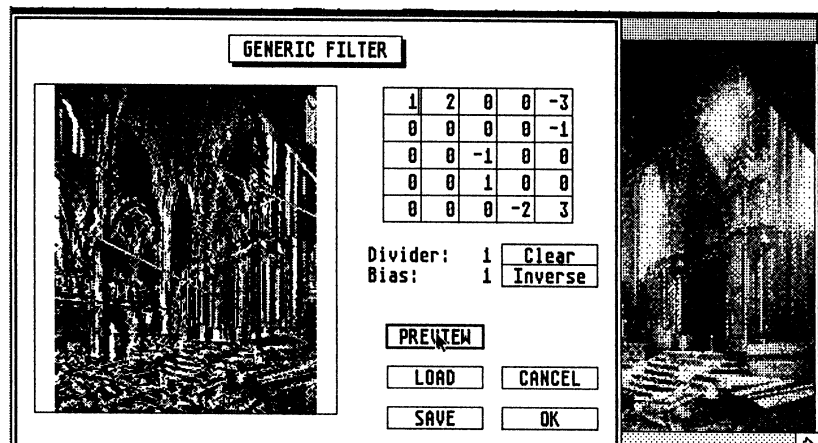 GENERIC FILTER
1 2 0 0 -3
0 0 0 0 -1
0 0 -1 0 0
0 0 1 0 0
0 0 0 -2 3
Divider: 1 Clear
Bias: 1 Inverse
PREVIEW
LOAD CANCEL
SAVE OK